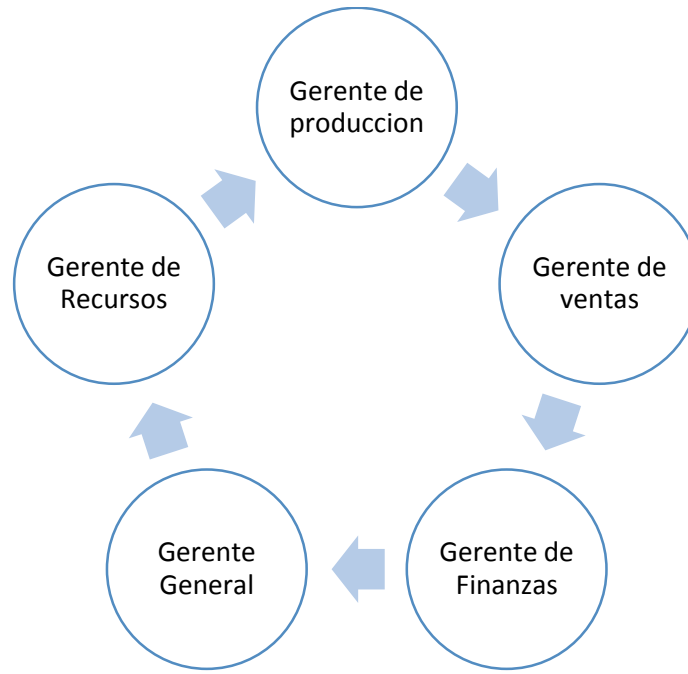 Gerente de
produccion
Gerente de
ventas
Gerente de
Finanzas
Gerente
General
Gerente de
Recursos